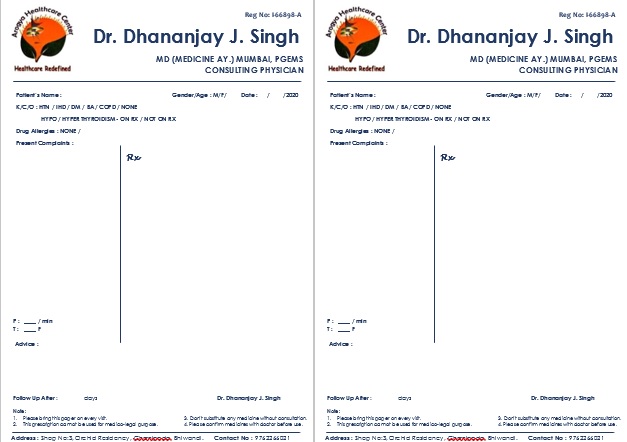 Anaya Healthcare Center
Healthcare Redefined
Reg No: 166898-A
Dr. Dhananjay J. Singh
MD (MEDICINE AY.) MUMBAI, PGEMS
CONSULTING PHYSICIAN
Patient's Name :    Gender/Age : M/F/    Date :    /    /2020
K/C/O : HTN / IHD / DM / BA / COPD / NONE
HYPO / HYPERTHYROIDISM - ON RX / NOT ON RX
Drug Allergies : NONE /
Present Complaints :
Rx
P : ____ / min
T : ____ F
Advice :
Follow Up After :    days    Dr. Dhananjay J. Singh
Note:
1. Please bring this paper on every visit.    3. Don't substitute any medicines without consultation.
2. This prescription cannot be used for medico-legal purpose.    4. Please confirm medicines with doctor before use.
Address : Shop No:3, Orchid Residency, Bhiwandi.    Contact No : 9762266021
Anaya Healthcare Center
Healthcare Redefined
Reg No: 166898-A
Dr. Dhananjay J. Singh
MD (MEDICINE AY.) MUMBAI, PGEMS
CONSULTING PHYSICIAN
Patient's Name :    Gender/Age : M/F/    Date :    /    /2020
K/C/O : HTN / IHD / DM / BA / COPD / NONE
HYPO / HYPERTHYROIDISM - ON RX / NOT ON RX
Drug Allergies : NONE /
Present Complaints :
Rx
P : ____ / min
T : ____ F
Advice :
Follow Up After :    days    Dr. Dhananjay J. Singh
Note:
1. Please bring this paper on every visit.    3. Don't substitute any medicines without consultation.
2. This prescription cannot be used for medico-legal purpose.    4. Please confirm medicines with doctor before use.
Address : Shop No:3, Orchid Residency, Bhiwandi.    Contact No : 9762266021